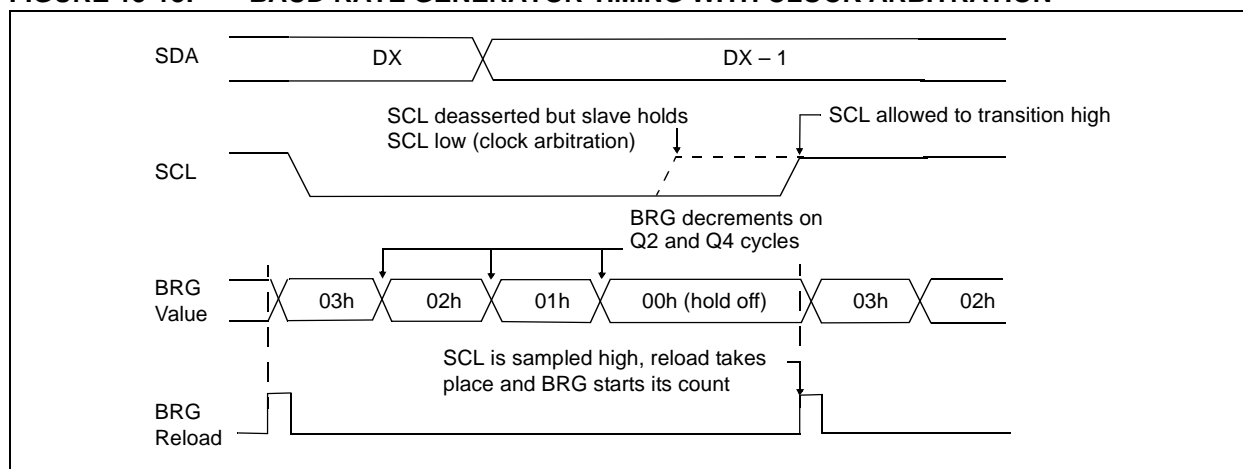 BAUD RATE GENERATOR TIMING WITH CLOCK ARBITRATION
SDA
DX
DX – 1
SCL deasserted but slave holds
SCL low (clock arbitration)
SCL allowed to transition high
SCL
BRG decrements on
Q2 and Q4 cycles
BRG
Value
03h
02h
01h
00h (hold off)
03h
02h
SCL is sampled high, reload takes
place and BRG starts its count
BRG
Reload